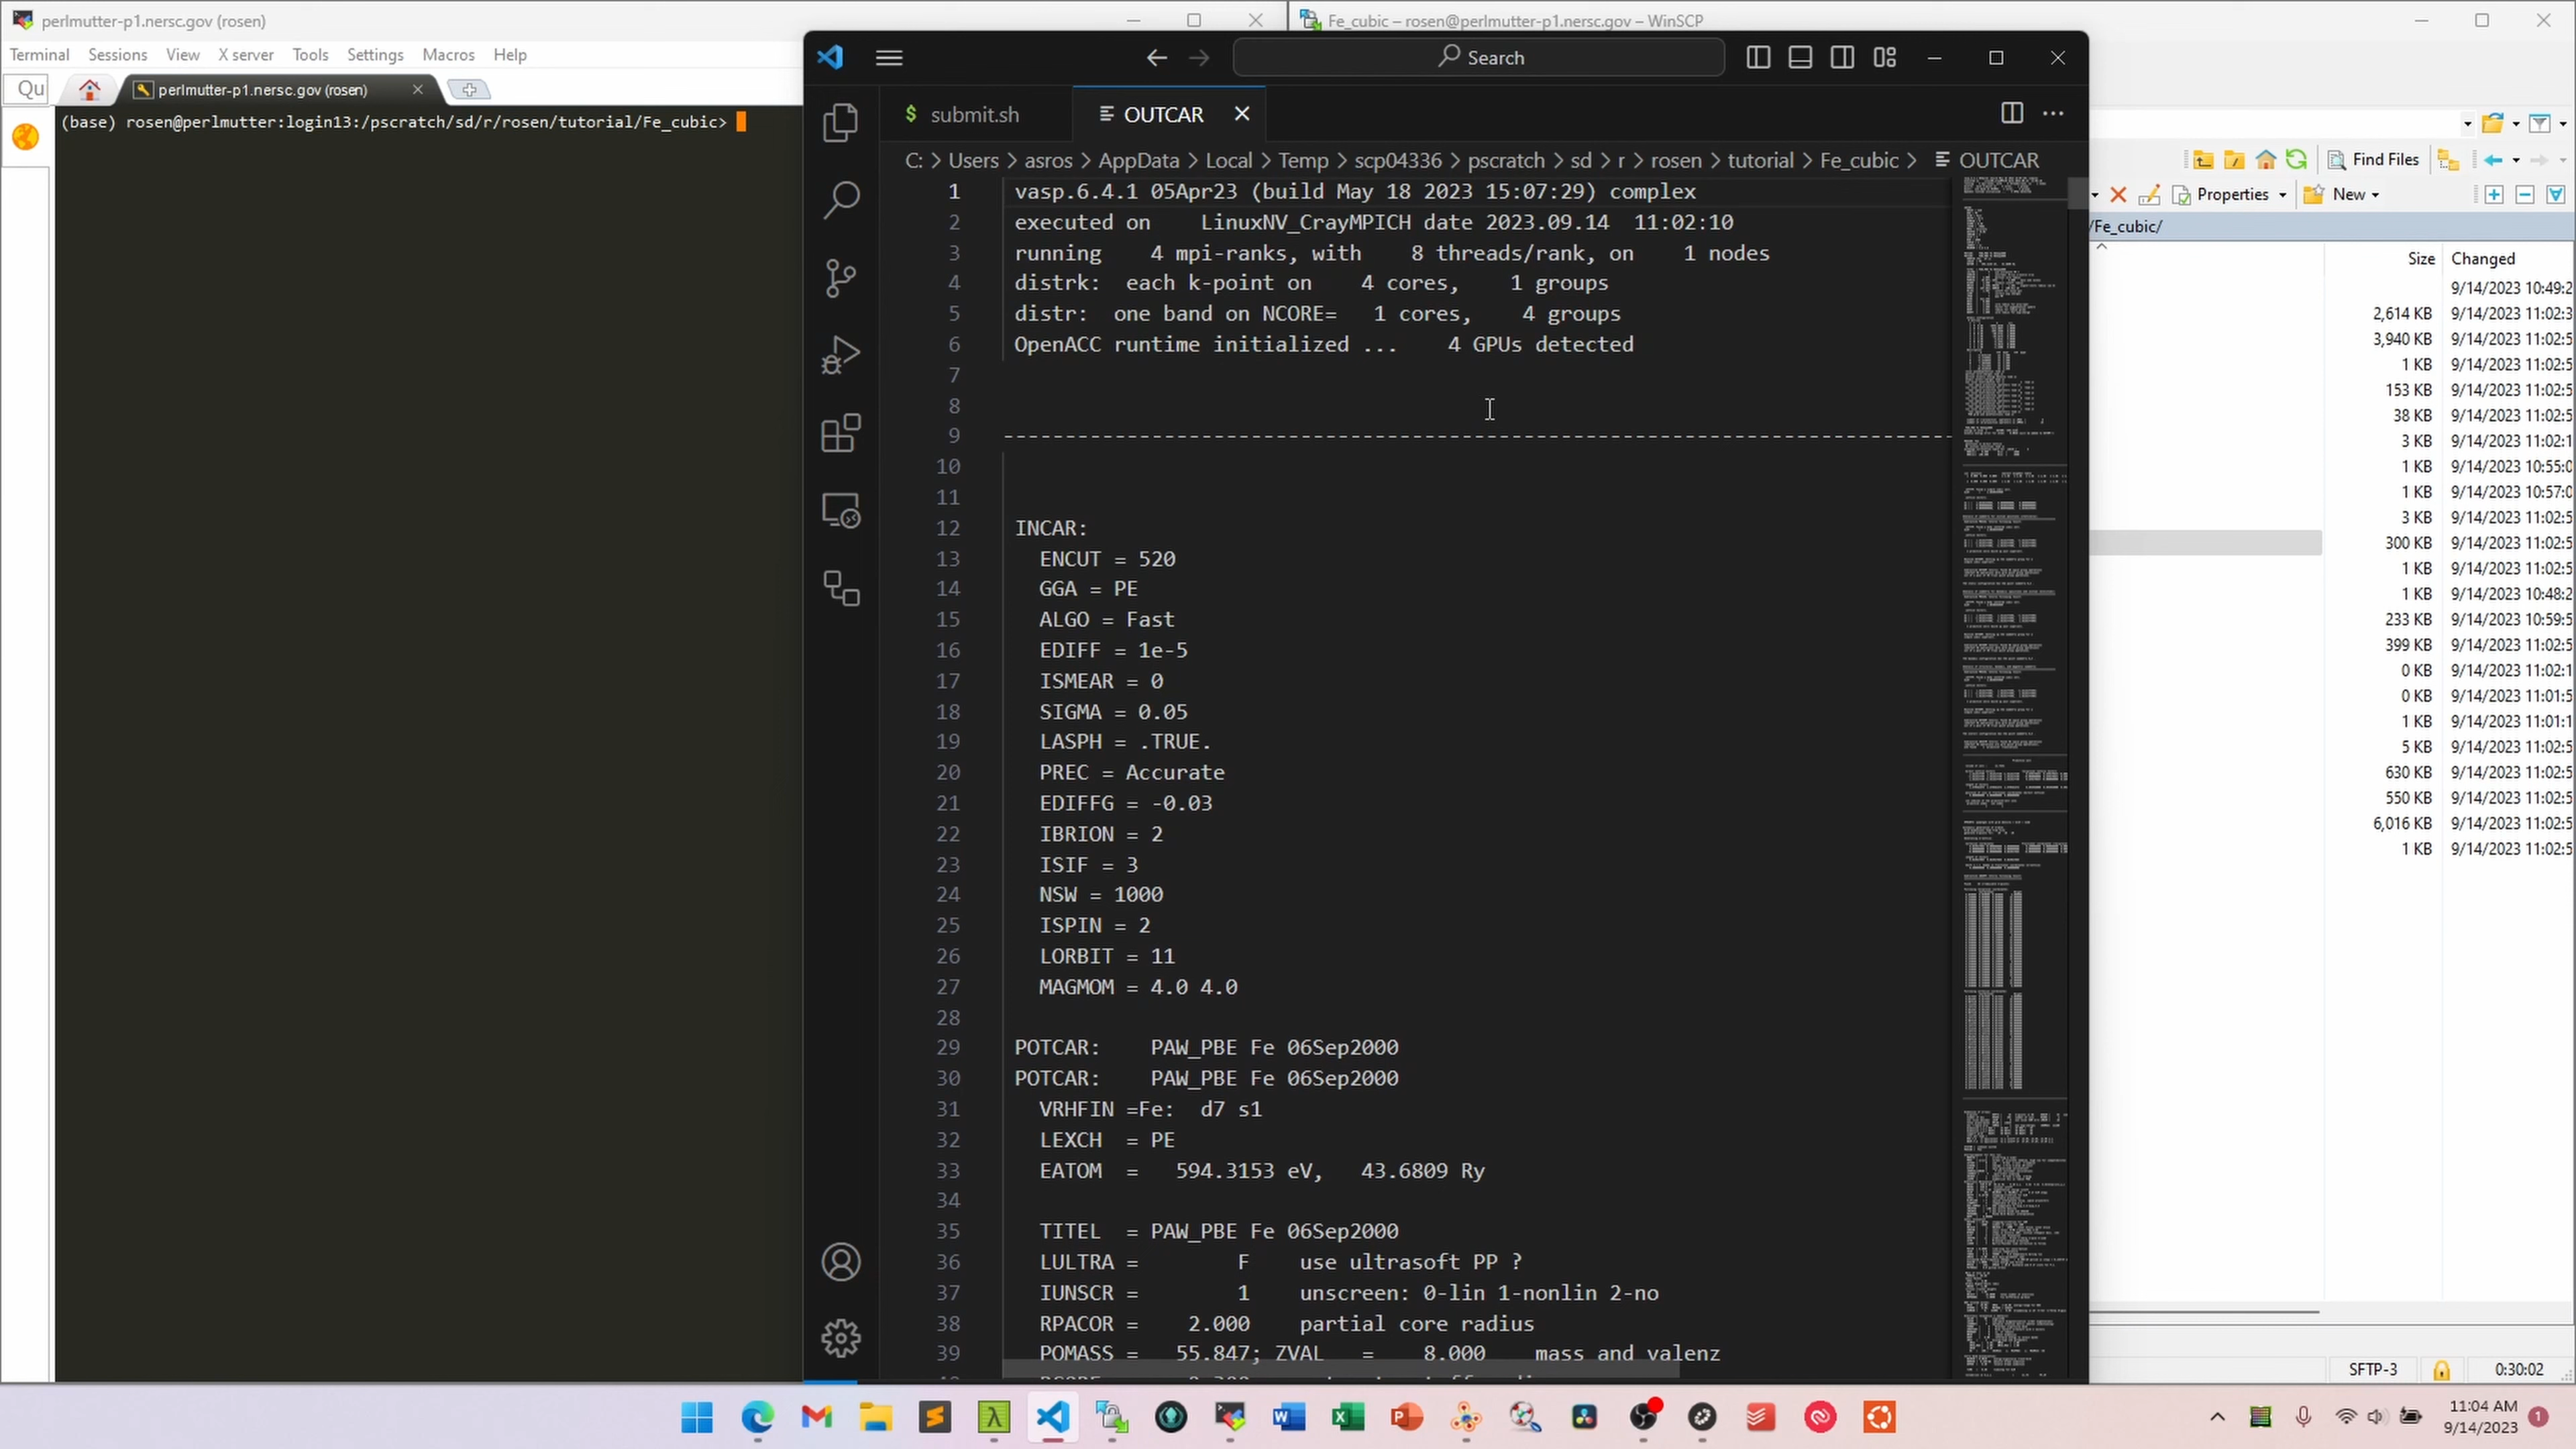 perlmutter-p1.nersc.gov (rosen)
Terminal Sessions View X server Tools Settings Macros Help
Qu
perlmutter-p1.nersc.gov (rosen)
(base) rosen@perlmutter:login13:/pscratch/sd/r/rosen/tutorial/Fe_cubic>
Fe_cubic – rosen@perlmutter-p1.nersc.gov – WinSCP
Search
submit.sh
OUTCAR
C: > Users > asros > AppData > Local > Temp > scp04336 > pscratch > sd > r > rosen > tutorial > Fe_cubic > OUTCAR
1 vasp.6.4.1 05Apr23 (build May 18 2023 15:07:29) complex
2 executed on LinuxNV_CrayMPICH date 2023.09.14 11:02:10
3 running 4 mpi-ranks, with 8 threads/rank, on 1 nodes
4 distrk: each k-point on 4 cores, 1 groups
5 distr: one band on NCORE= 1 cores, 4 groups
6 OpenACC runtime initialized ... 4 GPUs detected
7
8
9 --------------------------------------------------------------------------------
10
11
12 INCAR:
13 ENCUT = 520
14 GGA = PE
15 ALGO = Fast
16 EDIFF = 1e-5
17 ISMEAR = 0
18 SIGMA = 0.05
19 LASPH = .TRUE.
20 PREC = Accurate
21 EDIFFG = -0.03
22 IBRION = 2
23 ISIF = 3
24 NSW = 1000
25 ISPIN = 2
26 LORBIT = 11
27 MAGMOM = 4.0 4.0
28
29 POTCAR: PAW_PBE Fe 06Sep2000
30 POTCAR: PAW_PBE Fe 06Sep2000
31 VRHFIN =Fe: d7 s1
32 LEXCH = PE
33 EATOM = 594.3153 eV, 43.6809 Ry
34
35 TITEL = PAW_PBE Fe 06Sep2000
36 LULTRA = F use ultrasoft PP ?
37 IUNSCR = 1 unscreen: 0-lin 1-nonlin 2-no
38 RPACOR = 2.000 partial core radius
39 POMASS = 55.847; ZVAL = 8.000 mass and valenz
Find Files
Properties New
/Fe_cubic/
Size Changed
9/14/2023 10:49:2
2,614 KB 9/14/2023 11:02:3
3,940 KB 9/14/2023 11:02:5
1 KB 9/14/2023 11:02:5
153 KB 9/14/2023 11:02:5
38 KB 9/14/2023 11:02:5
3 KB 9/14/2023 11:02:1
1 KB 9/14/2023 10:55:0
1 KB 9/14/2023 10:57:0
3 KB 9/14/2023 11:02:5
300 KB 9/14/2023 11:02:5
1 KB 9/14/2023 11:02:5
1 KB 9/14/2023 10:48:2
233 KB 9/14/2023 10:59:5
399 KB 9/14/2023 11:02:5
0 KB 9/14/2023 11:02:1
0 KB 9/14/2023 11:01:5
1 KB 9/14/2023 11:01:1
5 KB 9/14/2023 11:02:5
630 KB 9/14/2023 11:02:5
550 KB 9/14/2023 11:02:5
6,016 KB 9/14/2023 11:02:5
1 KB 9/14/2023 11:02:5
SFTP-3 0:30:02
11:04 AM
9/14/2023
1